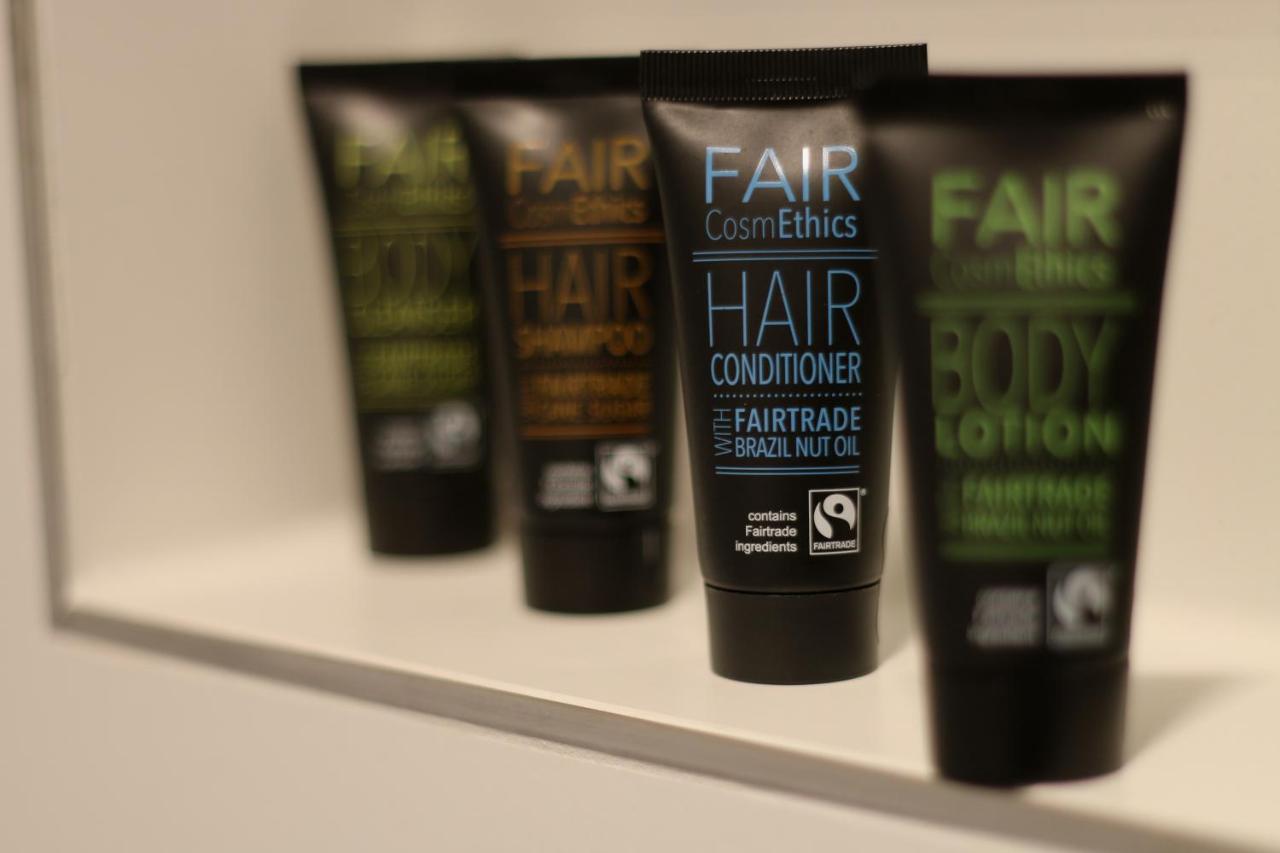 FAIR
BODY
FAIR
CosmEthics
HAIR
SHAMPOO
FAIR
CosmEthics
HAIR
CONDITIONER
WITH FAIRTRADE
BRAZIL NUT OIL
contains
Fairtrade
ingredients
FAIRTRADE
FAIR
CosmEthics
BODY
LOTION
FAIRTRADE
BRAZIL NUT OIL